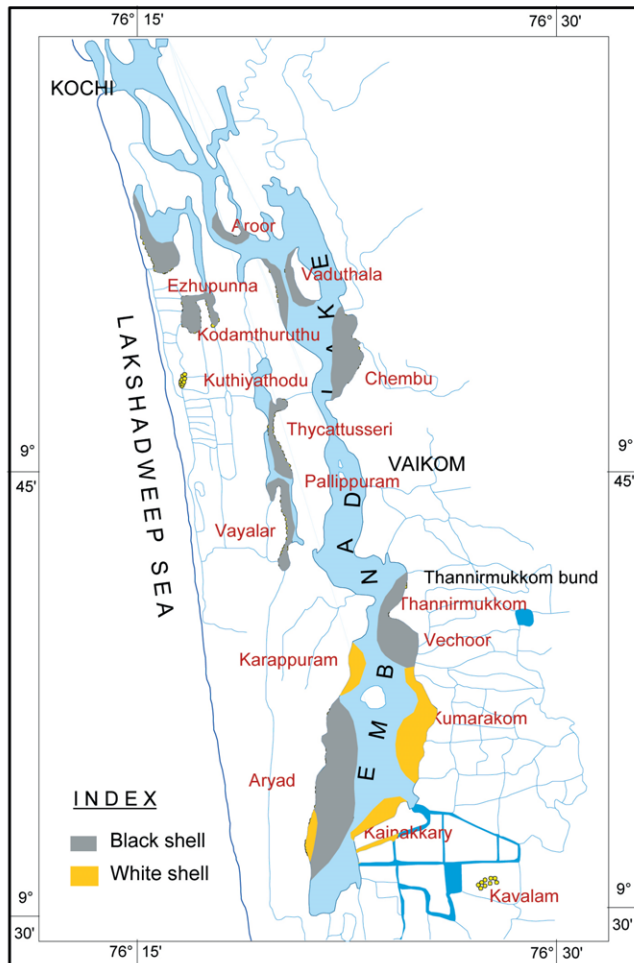 76° 15'
76° 30'
KOCHI
Aroor
Vaduthala
Ezhupunna
Kodamthuruthu
Kuthiyathodu
Chembu
Thycattusseri
9°
45'
VAIKOM
9°
45'
Pallippuram
Vayalar
LAKSHADWEEP SEA
Thannirmukkom bund
Thannirmukkom
Vechoor
Karappuram
Kumarakom
Aryad
EMBANAD LAKE
INDEX
Black shell
White shell
Kainakkary
Kavalam
9°
30'
9°
30'
76° 15'
76° 30'